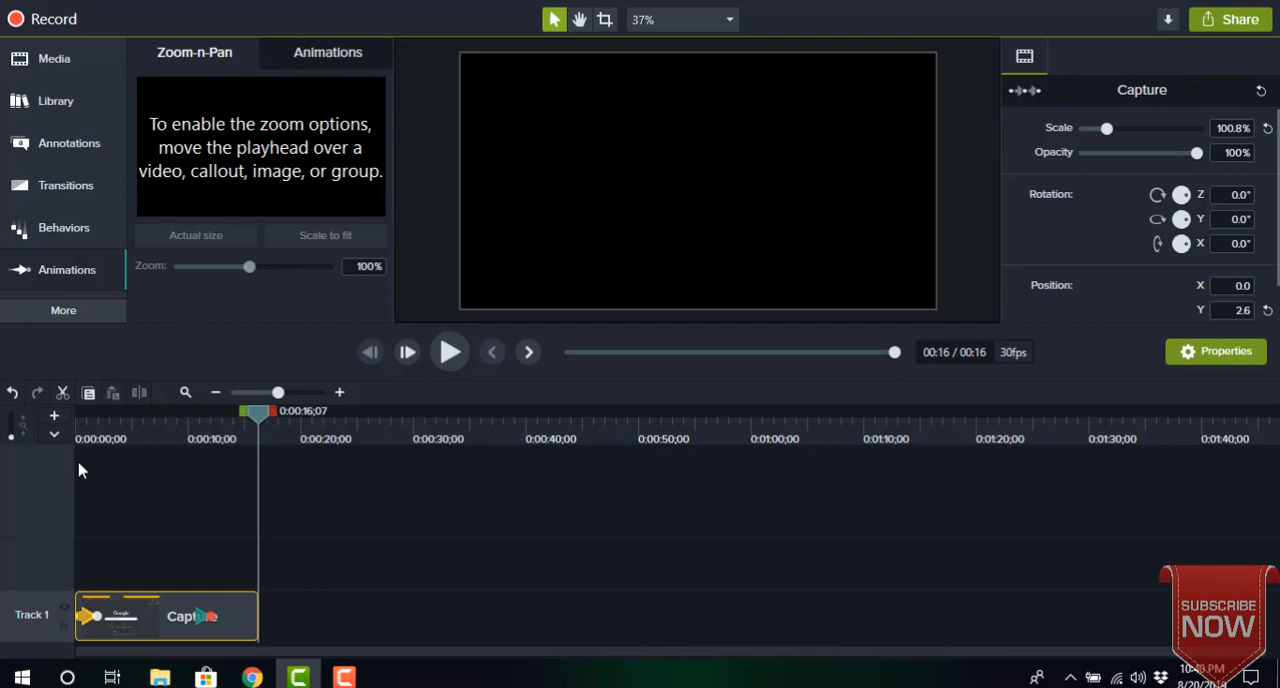 Record
37%
Share
Media
Library
Annotations
Transitions
Behaviors
Animations
More
Zoom-n-Pan
Animations
To enable the zoom options,
move the playhead over a
video, callout, image, or group.
Actual size
Scale to fit
Zoom:
100%
Capture
Scale
100.8%
Opacity
100%
Rotation:
Z
0.0°
Y
0.0°
X
0.0°
Position:
X
0.0
Y
2.6
00:16 / 00:16
30fps
Properties
0:00:16;07
0:00:00;00
0:00:10;00
0:00:20;00
0:00:30;00
0:00:40;00
0:00:50;00
0:01:00;00
0:01:10;00
0:01:20;00
0:01:30;00
0:01:40;00
Track 1
Google
Capture
SUBSCRIBE
NOW